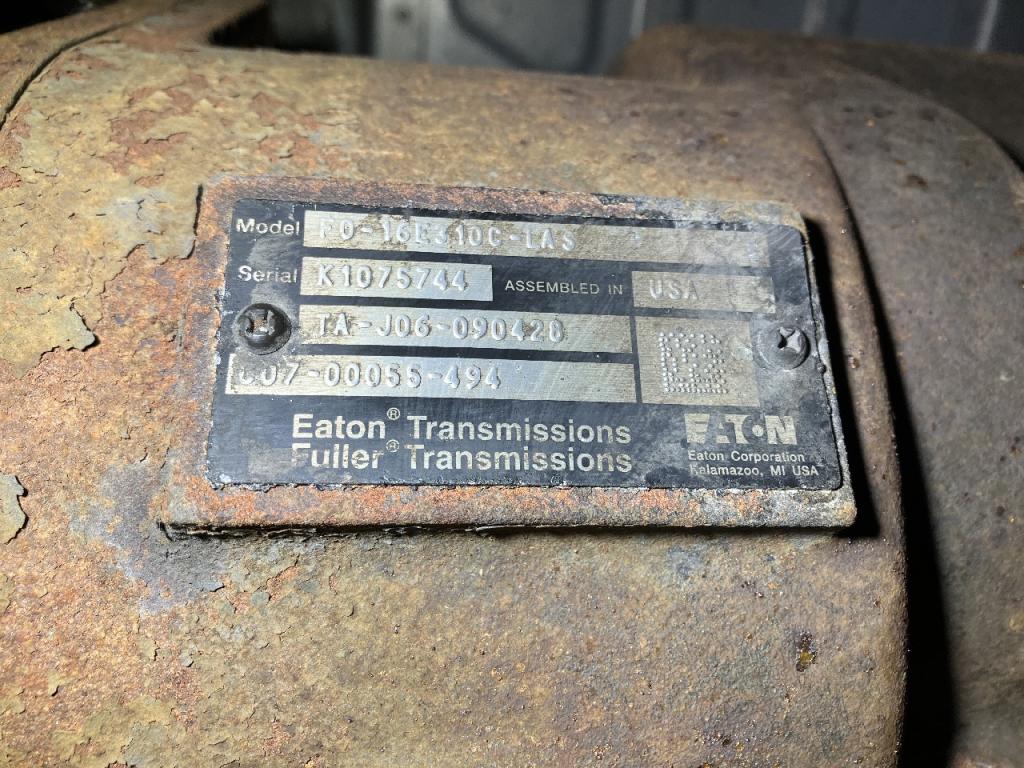 Model FO-16E310C-LAS
Serial K1075744 ASSEMBLED IN USA
TA-J06-090428
007-00055-494
Eaton® Transmissions
Fuller® Transmissions
EATON
Eaton Corporation
Kalamazoo, MI USA